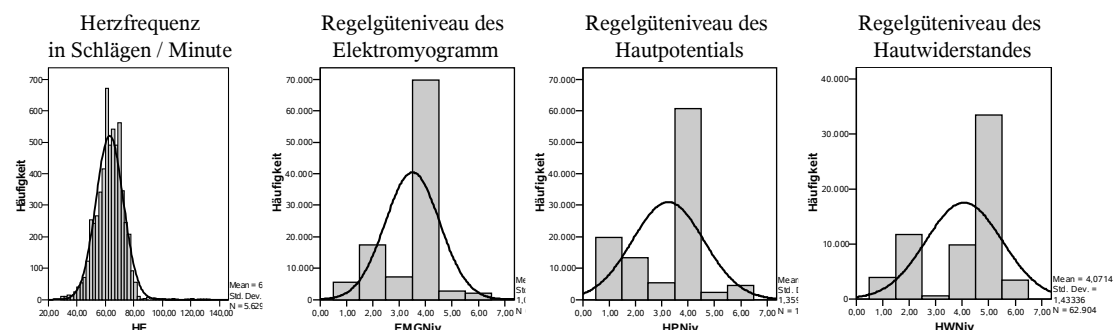 Herzfrequenz
in Schlägen / Minute
700
600
500
400
300
200
100
0
Häufigkeit
20,00 40,00 60,00 80,00 100,00 120,00 140,00
HF
Mean = 6
Std. Dev.
N = 5.629
Regelgüteniveau des
Elektromyogramm
70.000
60.000
50.000
40.000
30.000
20.000
10.000
0
Häufigkeit
0,00 1,00 2,00 3,00 4,00 5,00 6,00 7,00
EMGNiv
Std.
N =
Regelgüteniveau des
Hautpotentials
70.000
60.000
50.000
40.000
30.000
20.000
10.000
0
Häufigkeit
0,00 1,00 2,00 3,00 4,00 5,00 6,00 7,00
HPNiv
Mean
Std.
1,359
N = 1
Regelgüteniveau des
Hautwiderstandes
40.000
30.000
20.000
10.000
0
Häufigkeit
0,00 1,00 2,00 3,00 4,00 5,00 6,00 7,00
HWNiv
Mean = 4,0714
Std. Dev. =
1,43336
N = 62.904